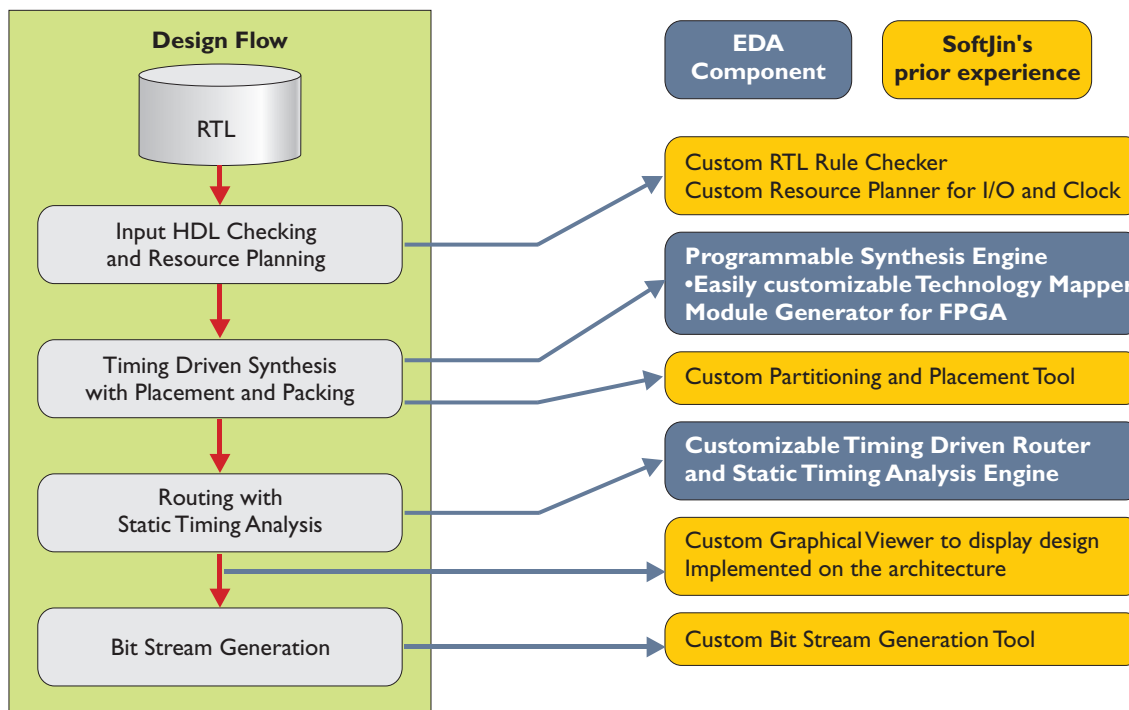 Design Flow
RTL
Input HDL Checking
and Resource Planning
Timing Driven Synthesis
with Placement and Packing
Routing with
Static Timing Analysis
Bit Stream Generation
EDA
Component
SoftJin's
prior experience
Custom RTL Rule Checker
Custom Resource Planner for I/O and Clock
Programmable Synthesis Engine
•Easily customizable Technology Mapper
Module Generator for FPGA
Custom Partitioning and Placement Tool
Customizable Timing Driven Router
and Static Timing Analysis Engine
Custom Graphical Viewer to display design
Implemented on the architecture
Custom Bit Stream Generation Tool